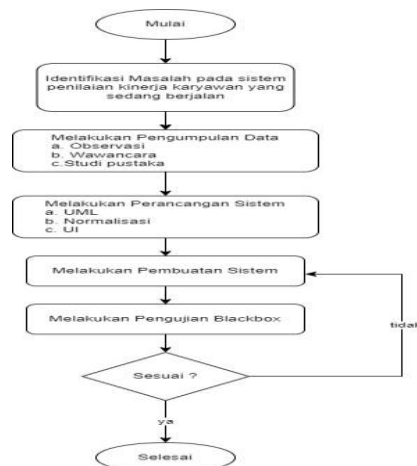 Mulai
Identifikasi Masalah pada sistem
penilaian kinerja karyawan yang
sedang berjalan
Melakukan Pengumpulan Data
a. Observasi
b. Wawancara
c.Studi pustaka
Melakukan Perancangan Sistem
a. UML
b. Normalisasi
c. UI
Melakukan Pembuatan Sistem
Melakukan Pengujian Blackbox
tidak
Sesuai ?
ya
Selesai